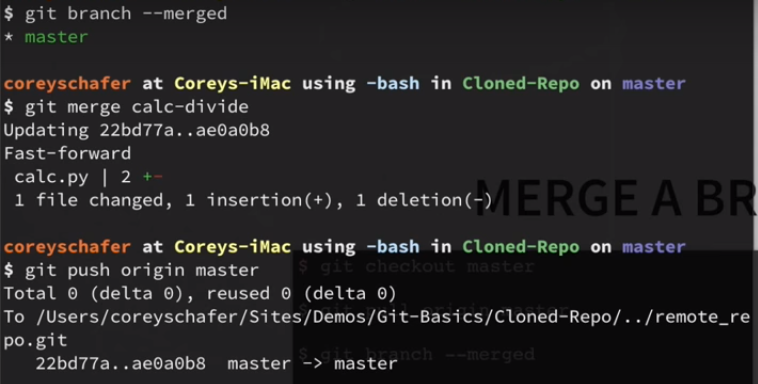 $ git branch --merged
* master
coreyschafer at Coreys-iMac using -bash in Cloned-Repo on master
$ git merge calc-divide
Updating 22bd77a..ae0a0b8
Fast-forward
 calc.py | 2 +-
 1 file changed, 1 insertion(+), 1 deletion(-)
MERGE A BR
coreyschafer at Coreys-iMac using -bash in Cloned-Repo on master
$ git push origin master
$ git checkout master
Total 0 (delta 0), reused 0 (delta 0)
To /Users/coreyschafer/Sites/Demos/Git-Basics/Cloned-Repo/../remote_re
po.git
$ git branch --merged
   22bd77a..ae0a0b8  master -> master